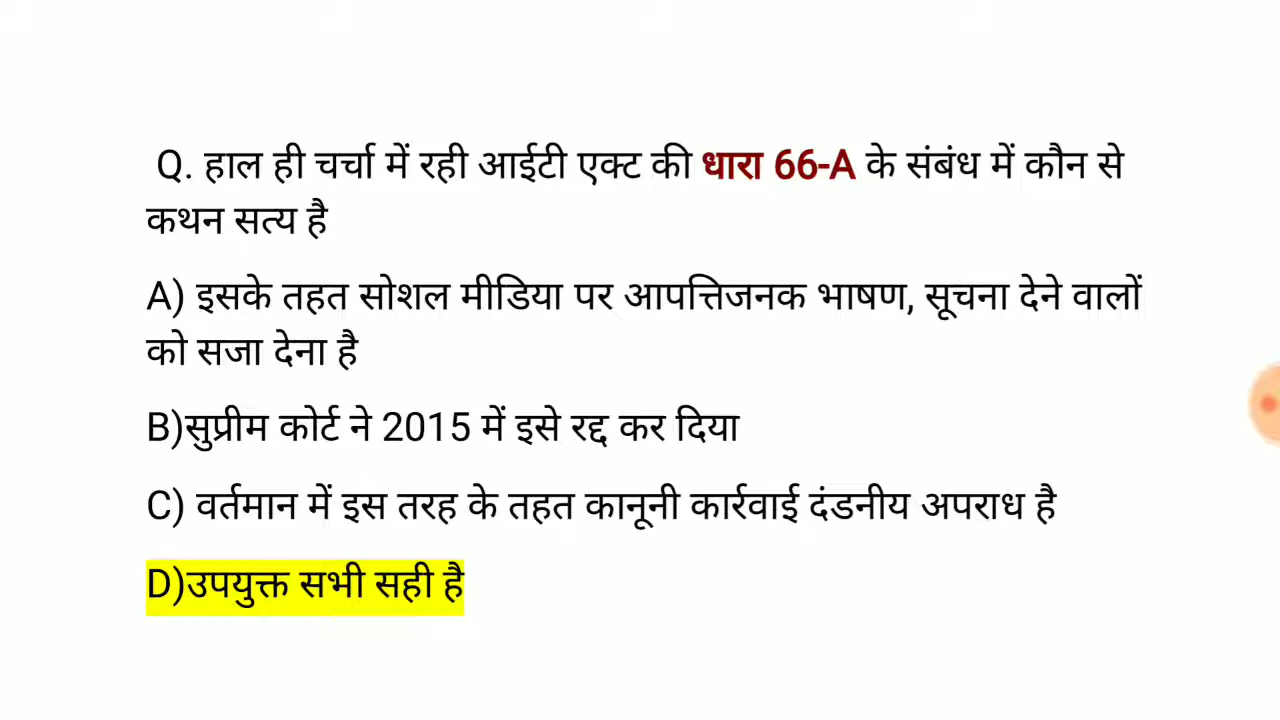 Q. हाल ही चर्चा में रही आईटी एक्ट की धारा 66-A के संबंध में कौन से
कथन सत्य है
A) इसके तहत सोशल मीडिया पर आपत्तिजनक भाषण, सूचना देने वालों
को सजा देना है
B)सुप्रीम कोर्ट ने 2015 में इसे रद्द कर दिया
C) वर्तमान में इस तरह के तहत कानूनी कार्रवाई दंडनीय अपराध है
D)उपयुक्त सभी सही है